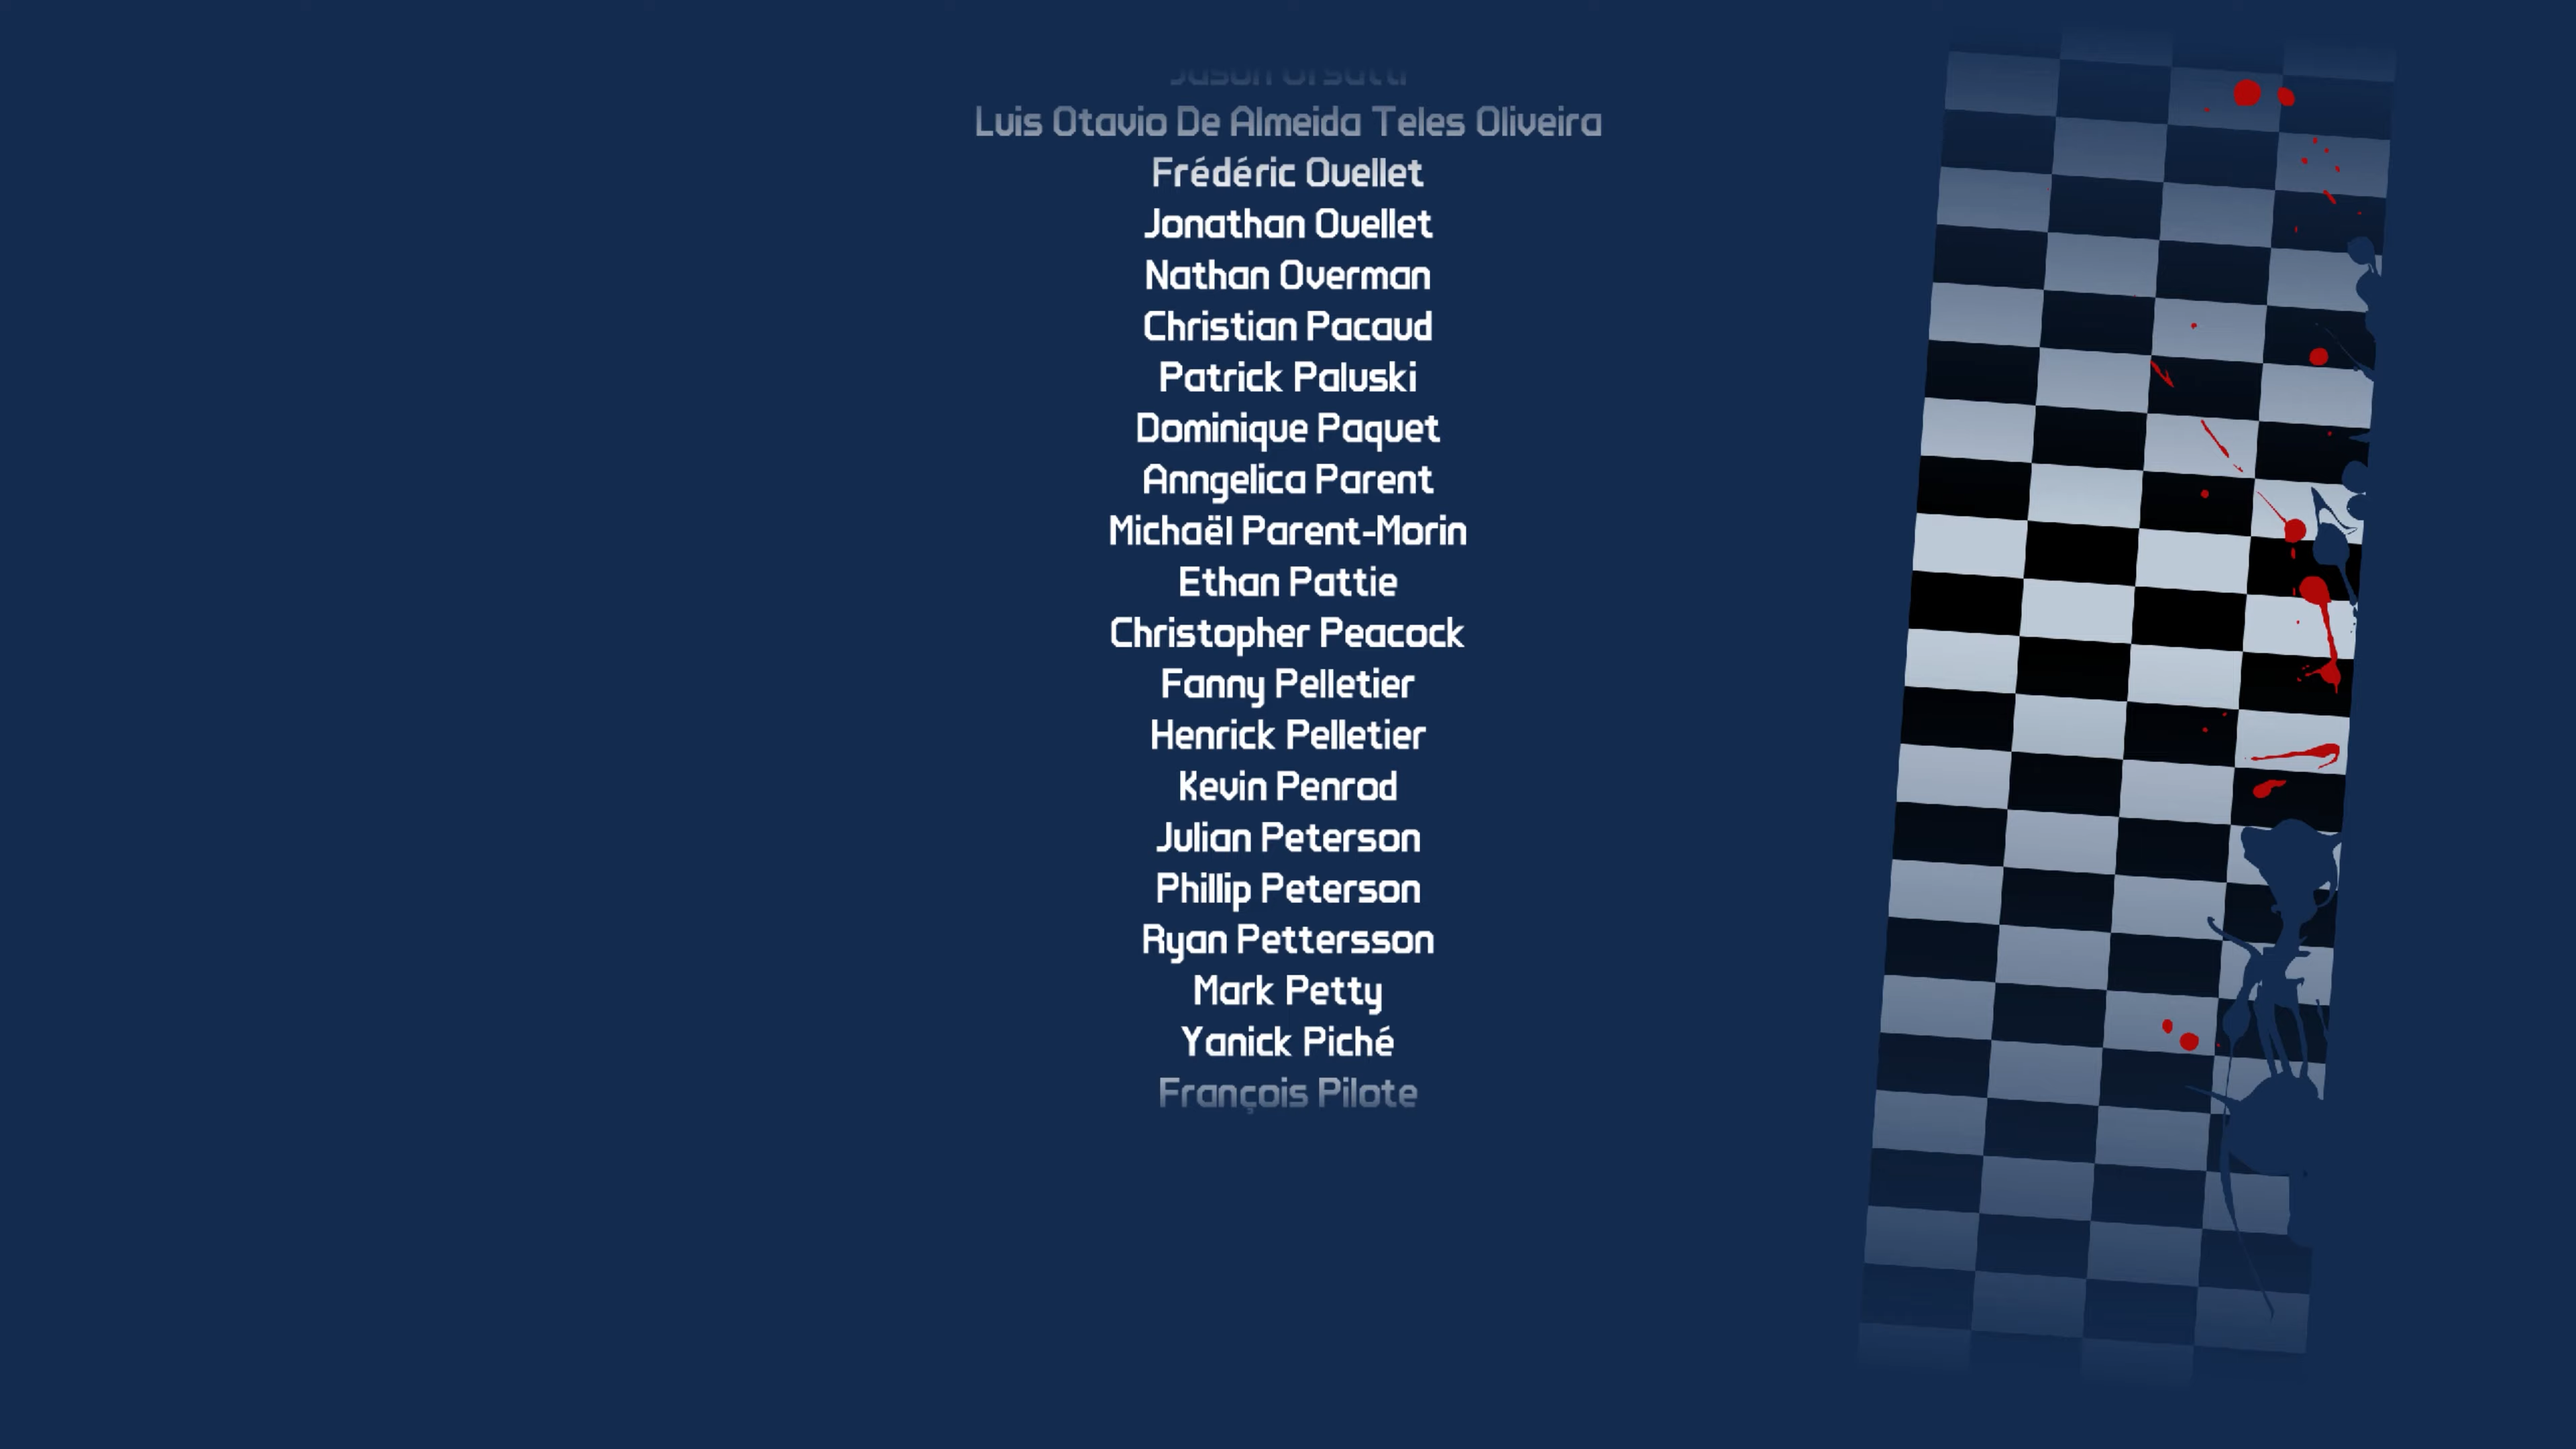 Luis Otavio De Almeida Teles Oliveira
Frédéric Ouellet
Jonathan Ouellet
Nathan Overman
Christian Pacaud
Patrick Paluski
Dominique Paquet
Anngelica Parent
Michaël Parent-Morin
Ethan Pattie
Christopher Peacock
Fanny Pelletier
Henrick Pelletier
Kevin Penrod
Julian Peterson
Phillip Peterson
Ryan Pettersson
Mark Petty
Yanick Piché
François Pilote